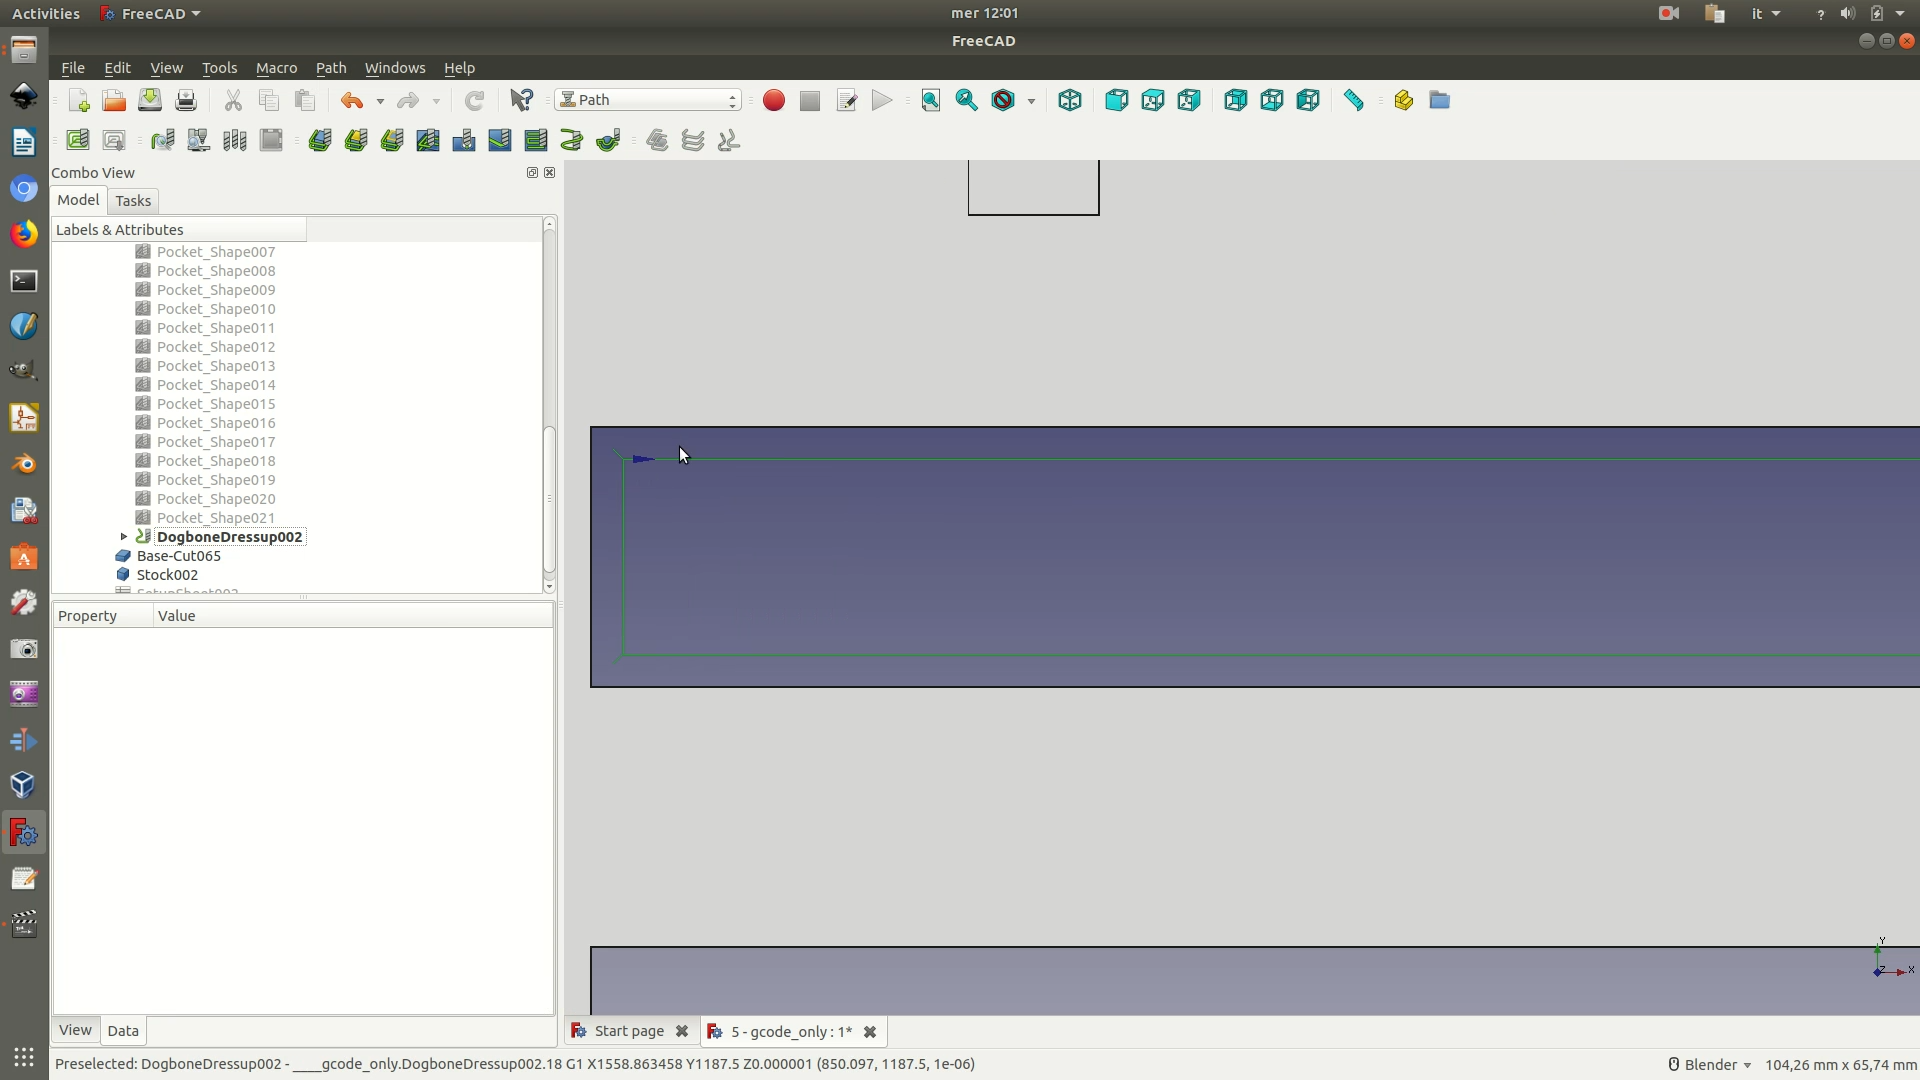 Activities FreeCAD mer 12:01 it ?
FreeCAD
File Edit View Tools Macro Path Windows Help
Path
Combo View
Model Tasks
Labels & Attributes
Pocket_Shape007
Pocket_Shape008
Pocket_Shape009
Pocket_Shape010
Pocket_Shape011
Pocket_Shape012
Pocket_Shape013
Pocket_Shape014
Pocket_Shape015
Pocket_Shape016
Pocket_Shape017
Pocket_Shape018
Pocket_Shape019
Pocket_Shape020
Pocket_Shape021
DogboneDressup002
Base-Cut065
Stock002
SetupSheet002
Property Value
Y
Z X
View Data
Start page 5 - gcode_only : 1*
Preselected: DogboneDressup002 - ____gcode_only.DogboneDressup002.18 G1 X1558.863458 Y1187.5 Z0.000001 (850.097, 1187.5, 1e-06) Blender 104,26 mm x 65,74 mm